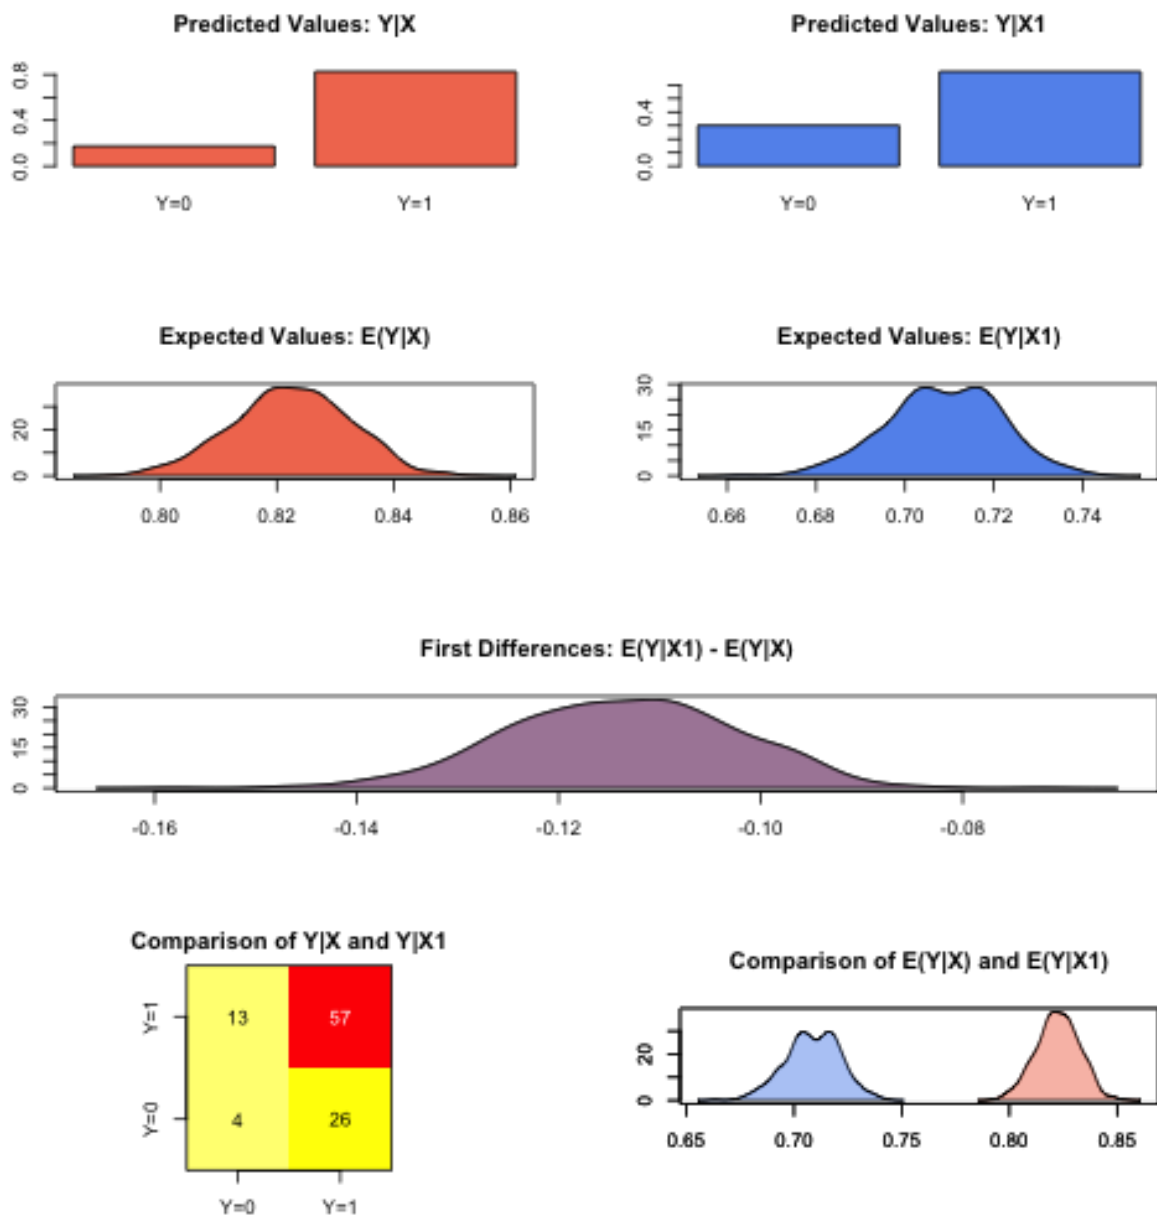 Predicted Values: Y|X
0.0 0.4 0.8
Y=0 Y=1
Predicted Values: Y|X1
0.0 0.4
Y=0 Y=1
Expected Values: E(Y|X)
0 20
0.80 0.82 0.84 0.86
Expected Values: E(Y|X1)
0 15 30
0.66 0.68 0.70 0.72 0.74
First Differences: E(Y|X1) - E(Y|X)
0 15 30
-0.16 -0.14 -0.12 -0.10 -0.08
Comparison of Y|X and Y|X1
Y=1 13 57
Y=0 4 26
Y=0 Y=1
Comparison of E(Y|X) and E(Y|X1)
0 20
0.65 0.70 0.75 0.80 0.85